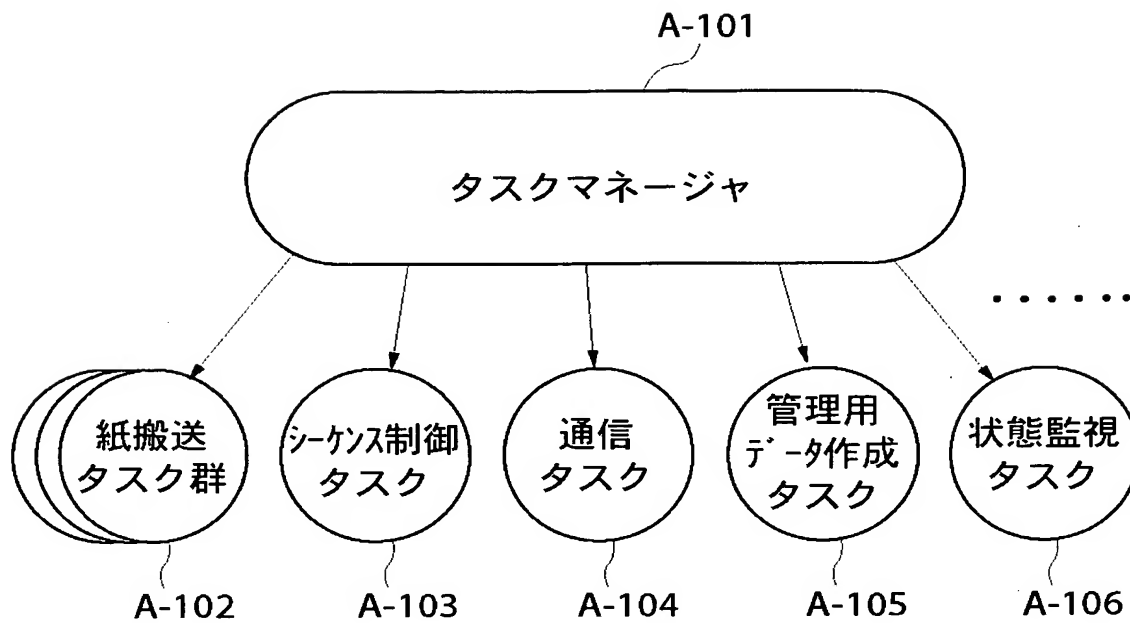 A-101
タスクマネージャ
......
紙搬送
タスク群
シーケンス制御
タスク
通信
タスク
管理用
データ作成
タスク
状態監視
タスク
A-102
A-103
A-104
A-105
A-106